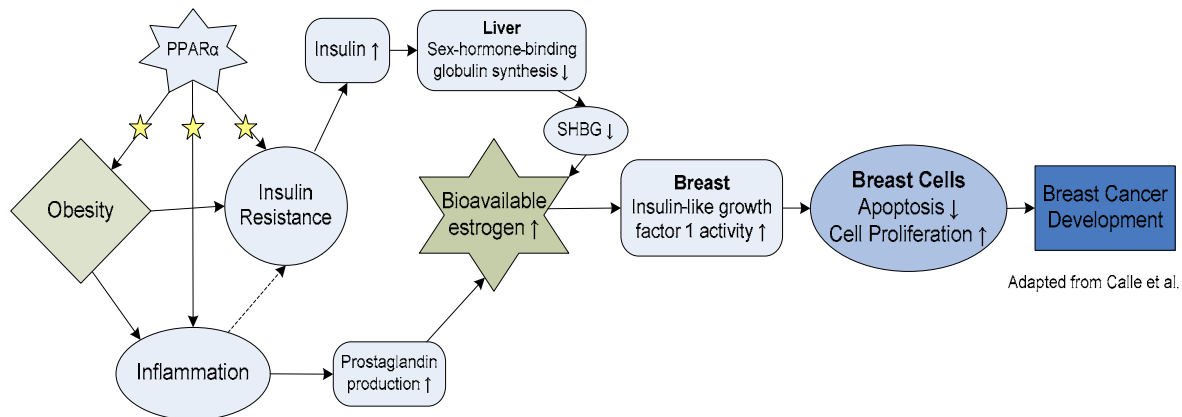 PPARα
Insulin ↑
Liver
Sex-hormone-binding
globulin synthesis ↓
SHBG ↓
Obesity
Insulin
Resistance
Bioavailable
estrogen ↑
Breast
Insulin-like growth
factor 1 activity ↑
Breast Cells
Apoptosis ↓
Cell Proliferation ↑
Breast Cancer
Development
Adapted from Calle et al.
Inflammation
Prostaglandin
production ↑